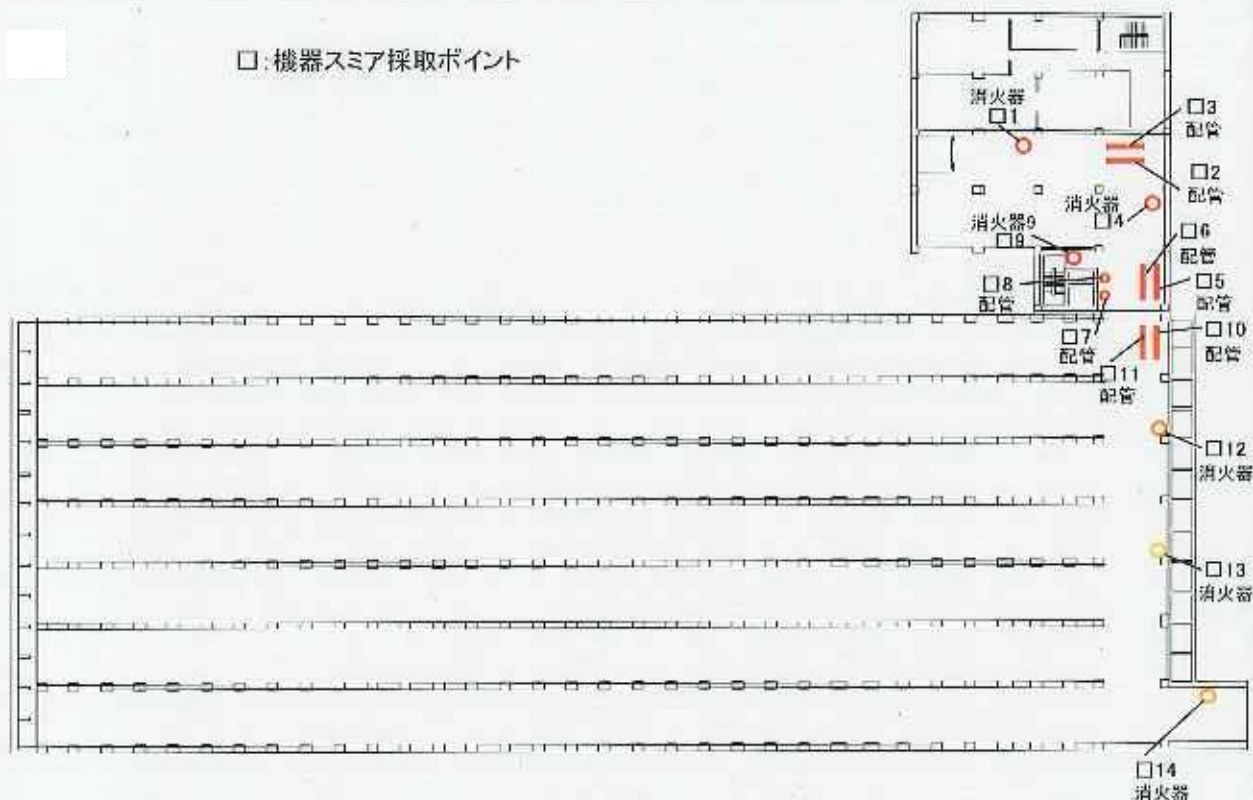 □:機器スミア採取ポイント
消火器
□1
□3
配管
□2
配管
消火器
□4
消火器9
□9
□6
配管
□8
配管
□5
配管
□7
配管
□10
配管
□11
配管
□12
消火器
□13
消火器
□14
消火器